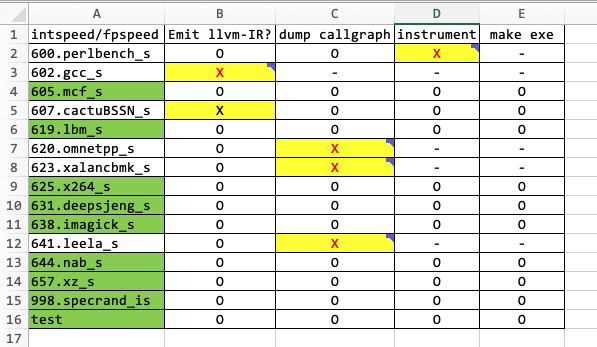 A B C D E
1 intspeed/fpspeed Emit llvm-IR? dump callgraph instrument make exe
2 600.perlbench_s O O X -
3 602.gcc_s X - - -
4 605.mcf_s O O O O
5 607.cactuBSSN_s X O O O
6 619.lbm_s O O O O
7 620.omnetpp_s O X - -
8 623.xalancbmk_s O X - -
9 625.x264_s O O O O
10 631.deepsjeng_s O O O O
11 638.imagick_s O O O O
12 641.leela_s O X - -
13 644.nab_s O O O O
14 657.xz_s O O O O
15 998.specrand_is O O O O
16 test O O O O
17